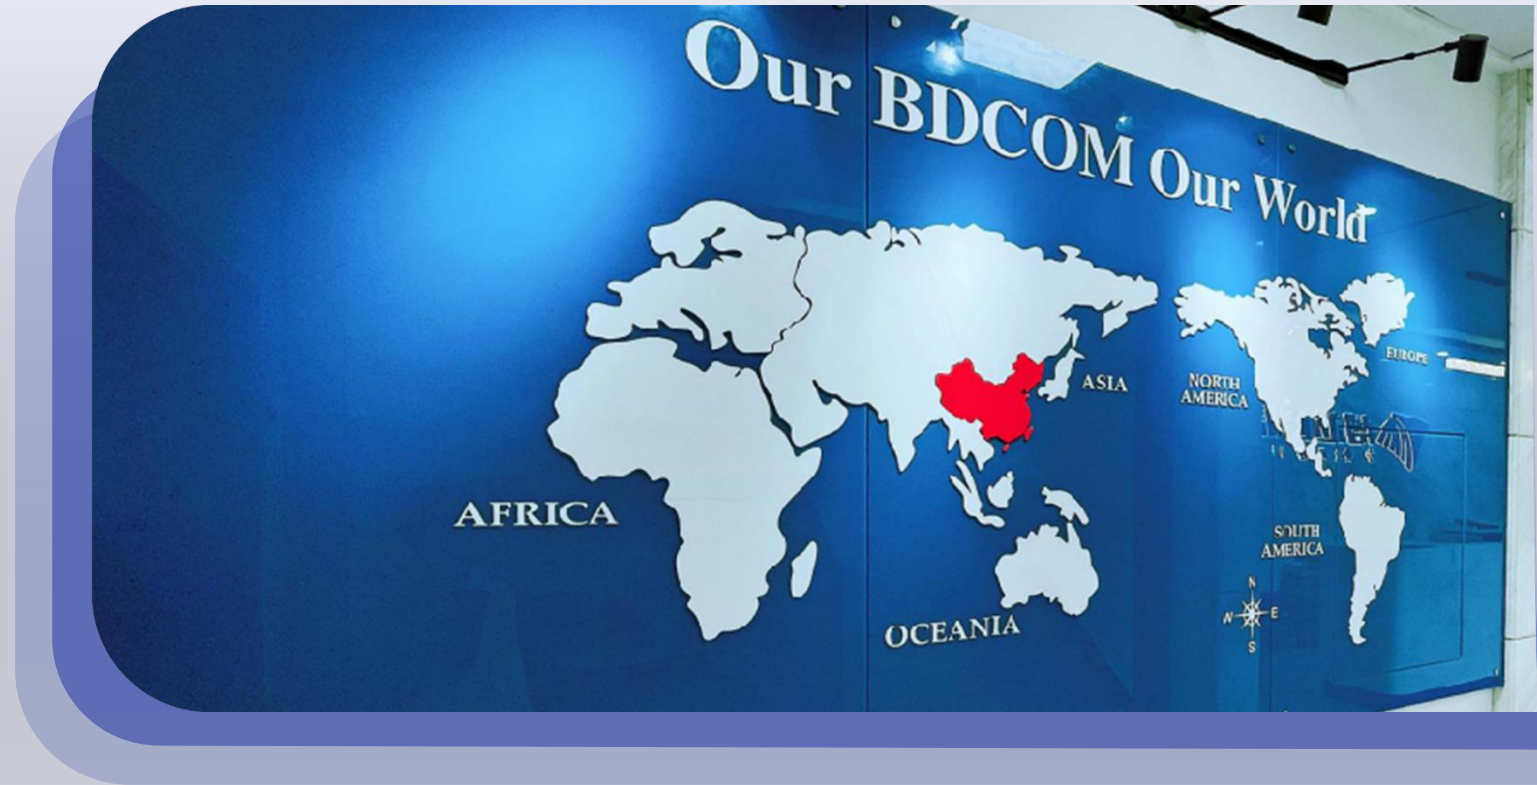 Our BDCOM Our World
EUROPE
ASIA
NORTH
AMERICA
AFRICA
SOUTH
AMERICA
OCEANIA
N
W
E
S